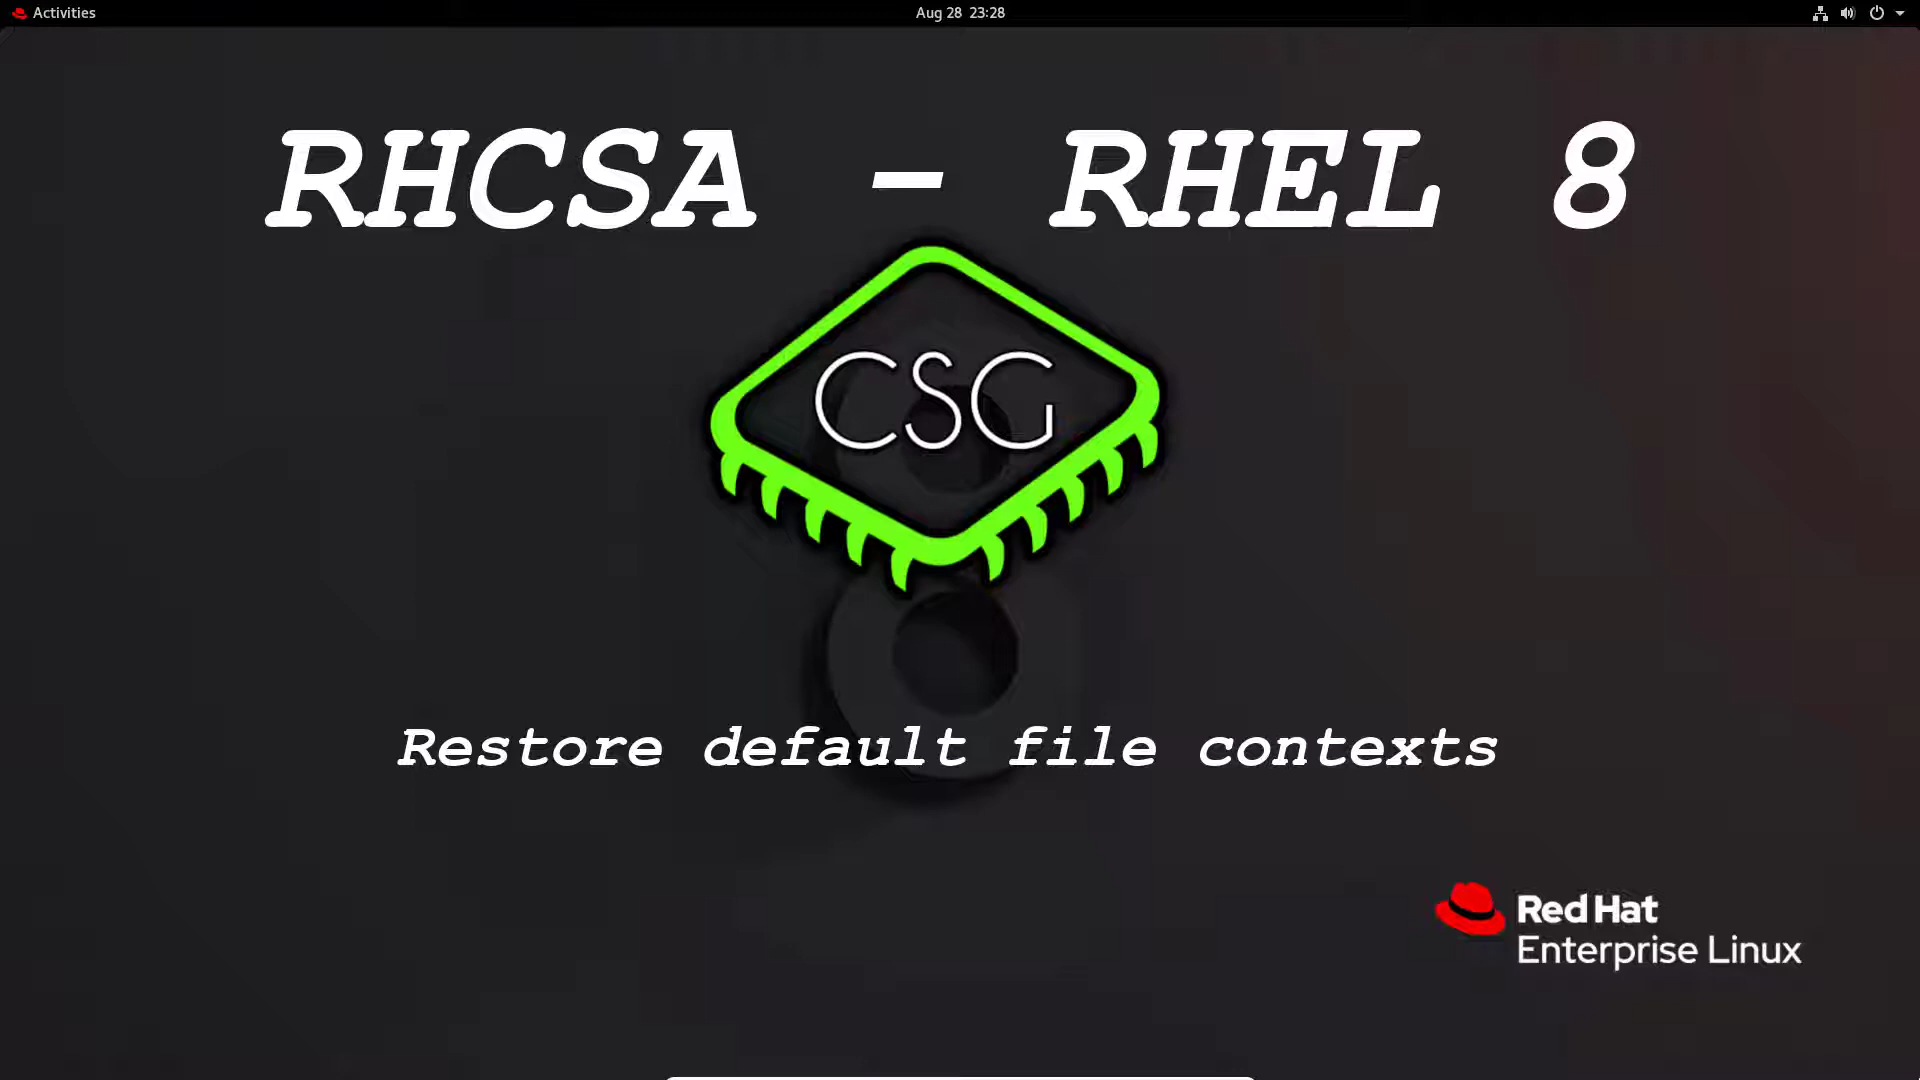 Activities
Aug 28 23:28
RHCSA - RHEL 8
CSG
Restore default file contexts
Red Hat
Enterprise Linux